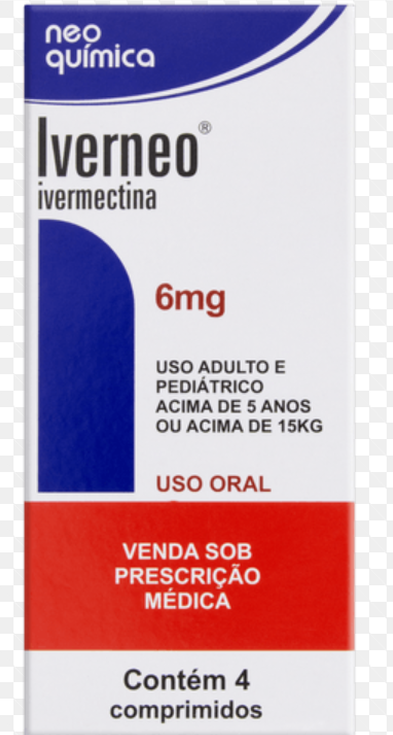 neo
química
Iverneo®
ivermectina
6mg
USO ADULTO E
PEDIÁTRICO
ACIMA DE 5 ANOS
OU ACIMA DE 15KG
USO ORAL
VENDA SOB
PRESCRIÇÃO
MÉDICA
Contém 4
comprimidos